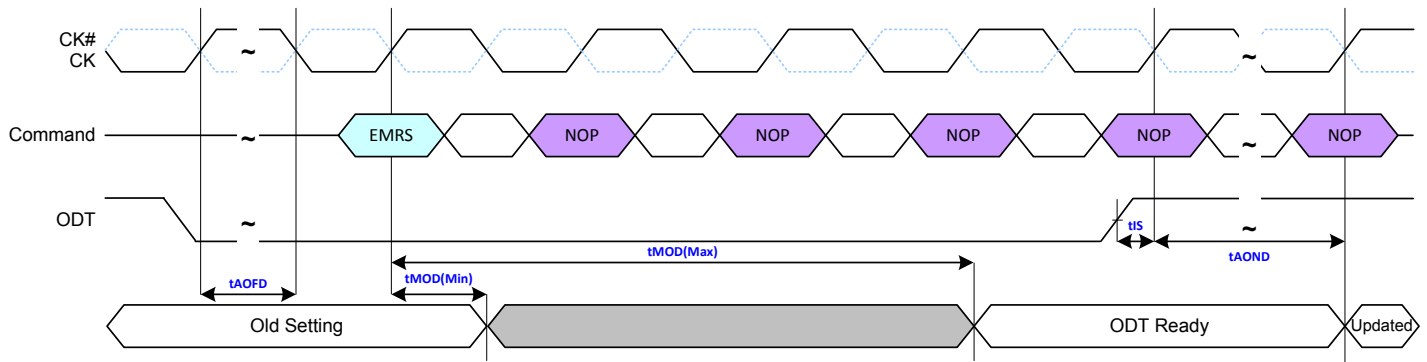 CK#
CK
~
~
Command
~
EMRS
NOP
NOP
NOP
NOP
~
NOP
ODT
~
tIS
~
tMOD(Max)
tAOND
tAOFD
tMOD(Min)
Old Setting
ODT Ready
Updated